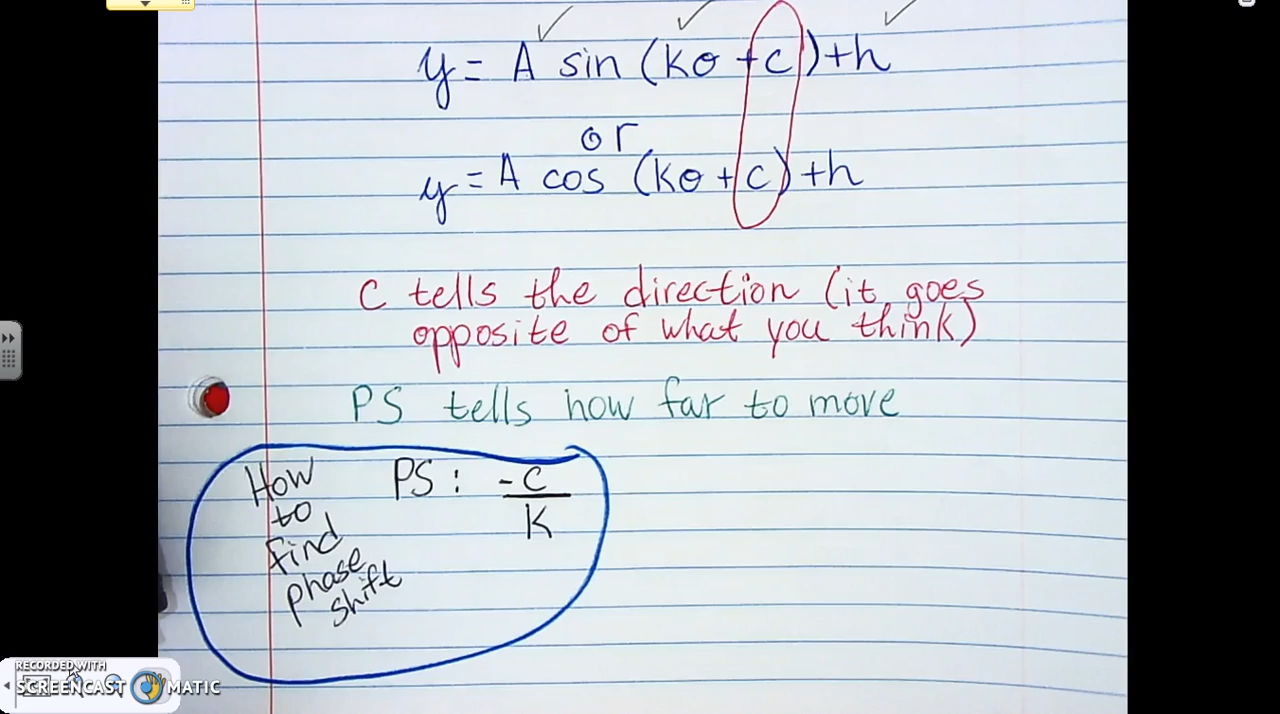 y = A sin (kθ + c) + h
or
y = A cos (kθ + c) + h
C tells the direction (it goes
opposite of what you think)
PS tells how far to move
How
to
find
phase
shift
PS: -c
k
RECORDED WITH
SCREENCAST MATIC